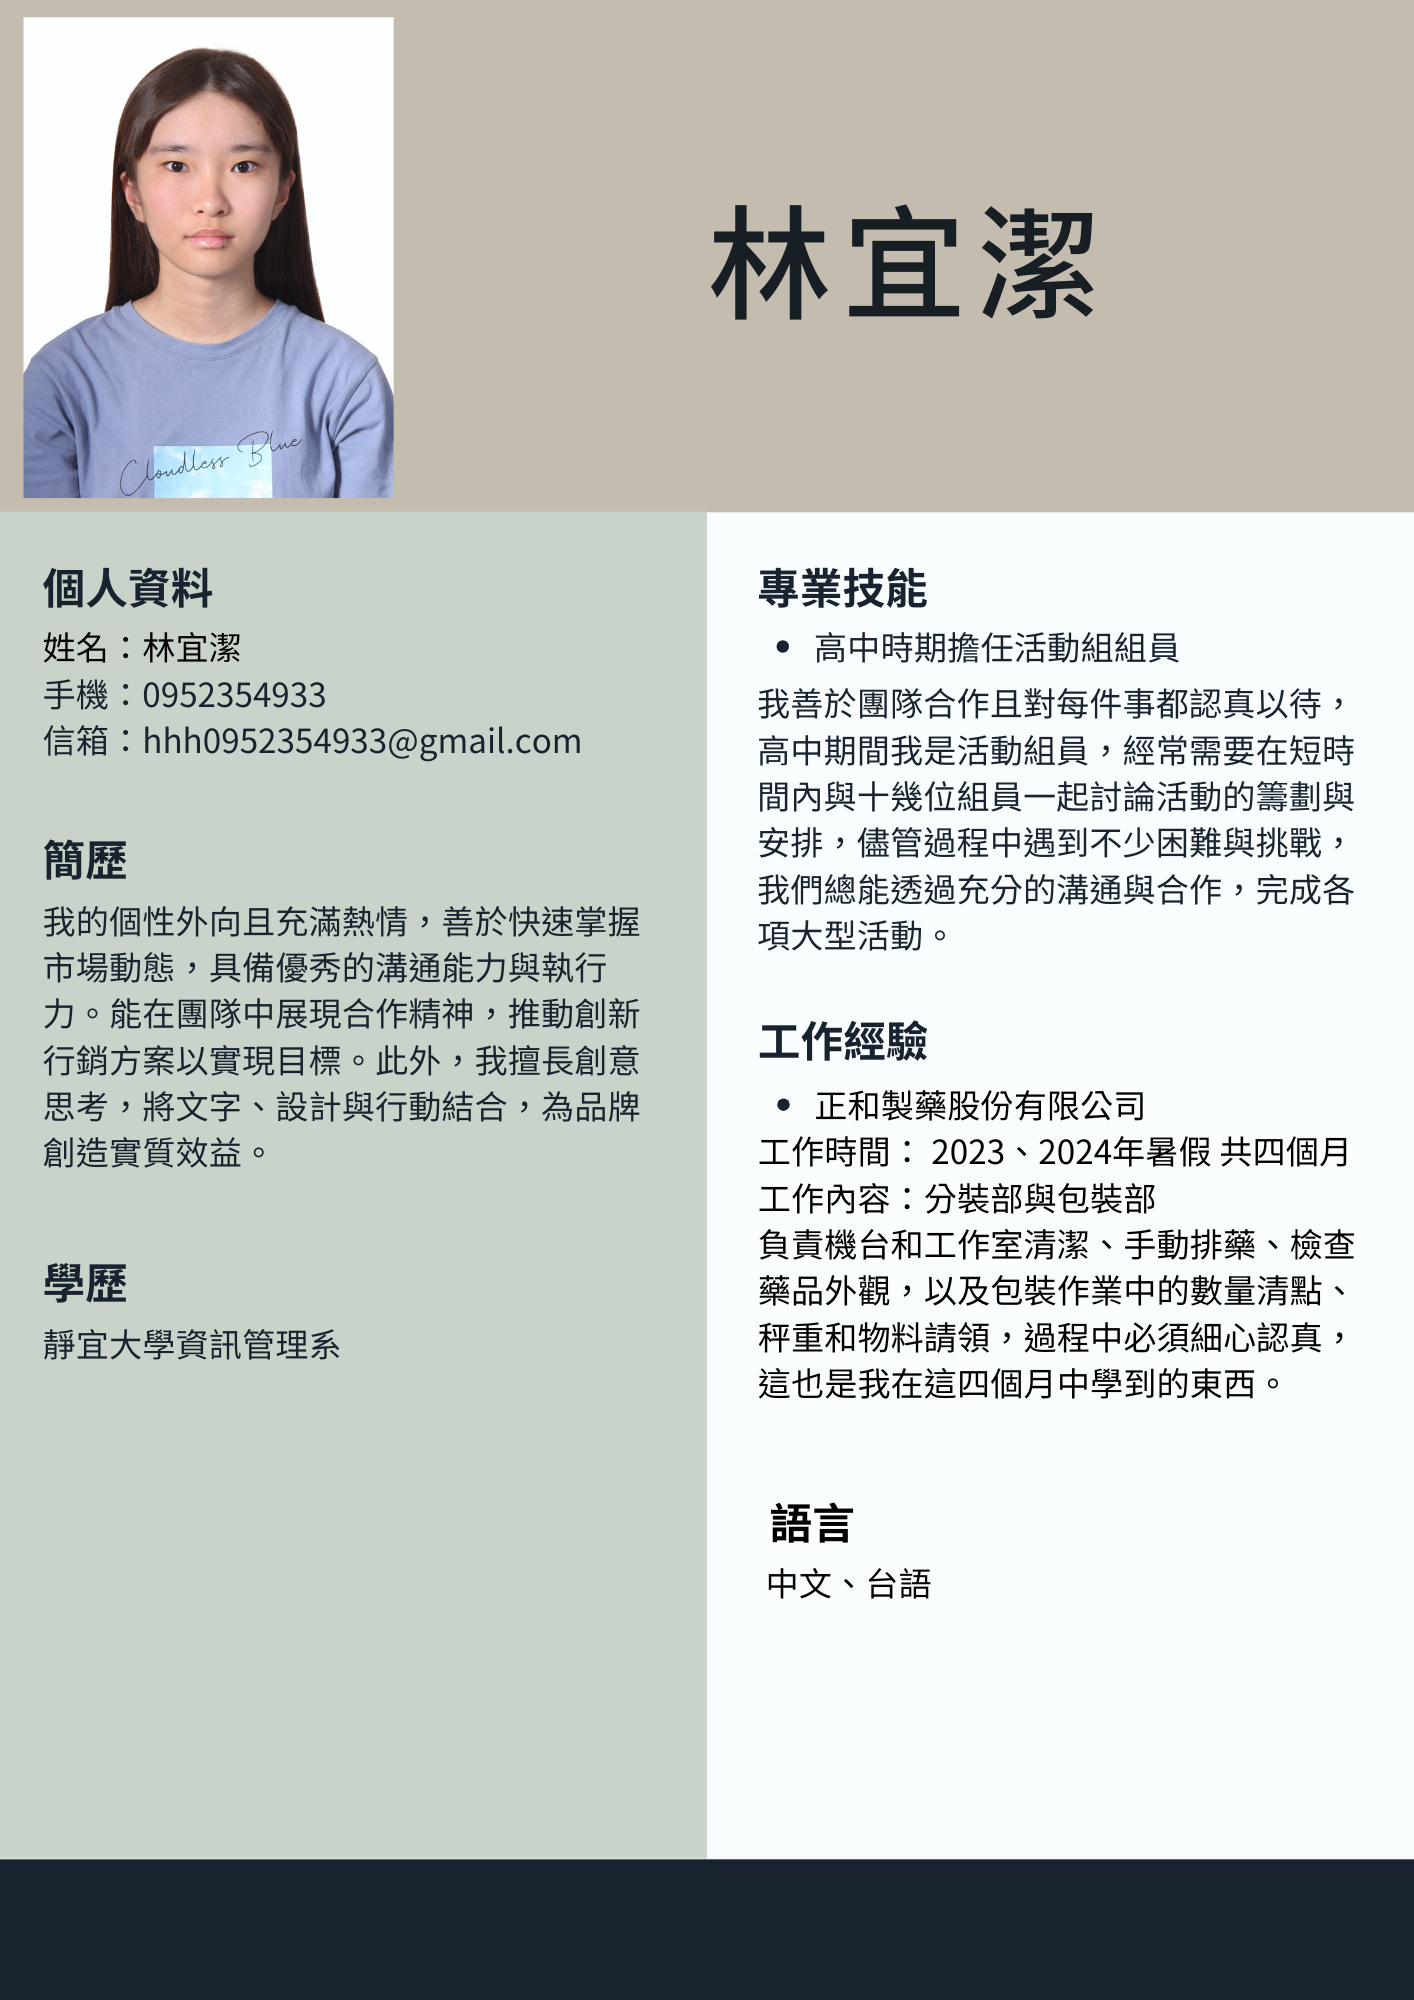 林宜潔
Cloudless Blue
個人資料
姓名：林宜潔
手機：0952354933
信箱：hhh0952354933@gmail.com
簡歷
我的個性外向且充滿熱情，善於快速掌握
市場動態，具備優秀的溝通能力與執行
力。能在團隊中展現合作精神，推動創新
行銷方案以實現目標。此外，我擅長創意
思考，將文字、設計與行動結合，為品牌
創造實質效益。
學歷
靜宜大學資訊管理系
專業技能
• 高中時期擔任活動組組員
我善於團隊合作且對每件事都認真以待，
高中期間我是活動組員，經常需要在短時
間內與十幾位組員一起討論活動的籌劃與
安排，儘管過程中遇到不少困難與挑戰，
我們總能透過充分的溝通與合作，完成各
項大型活動。
工作經驗
• 正和製藥股份有限公司
工作時間： 2023、2024年暑假 共四個月
工作內容：分裝部與包裝部
負責機台和工作室清潔、手動排藥、檢查
藥品外觀，以及包裝作業中的數量清點、
秤重和物料請領，過程中必須細心認真，
這也是我在這四個月中學到的東西。
語言
中文、台語